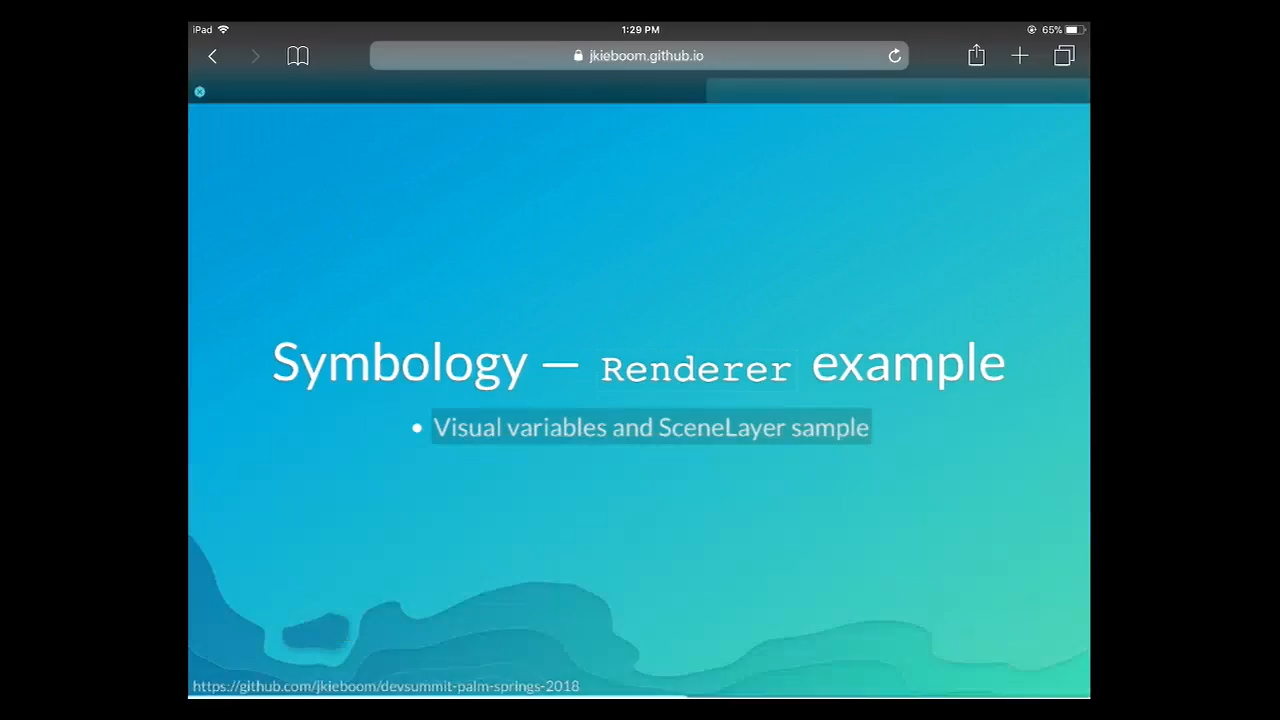 iPad
1:29 PM
65%
jkieboom.github.io
Symbology — Renderer example
• Visual variables and SceneLayer sample
https://github.com/jkieboom/devsummit-palm-springs-2018